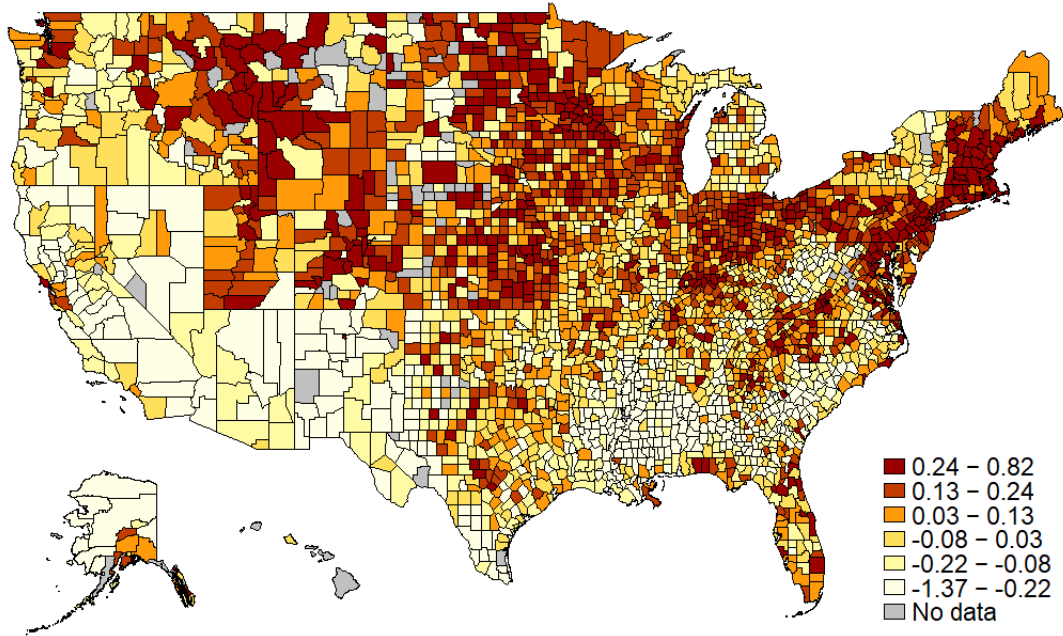 0.24 – 0.82
0.13 – 0.24
0.03 – 0.13
-0.08 – 0.03
-0.22 – -0.08
-1.37 – -0.22
No data